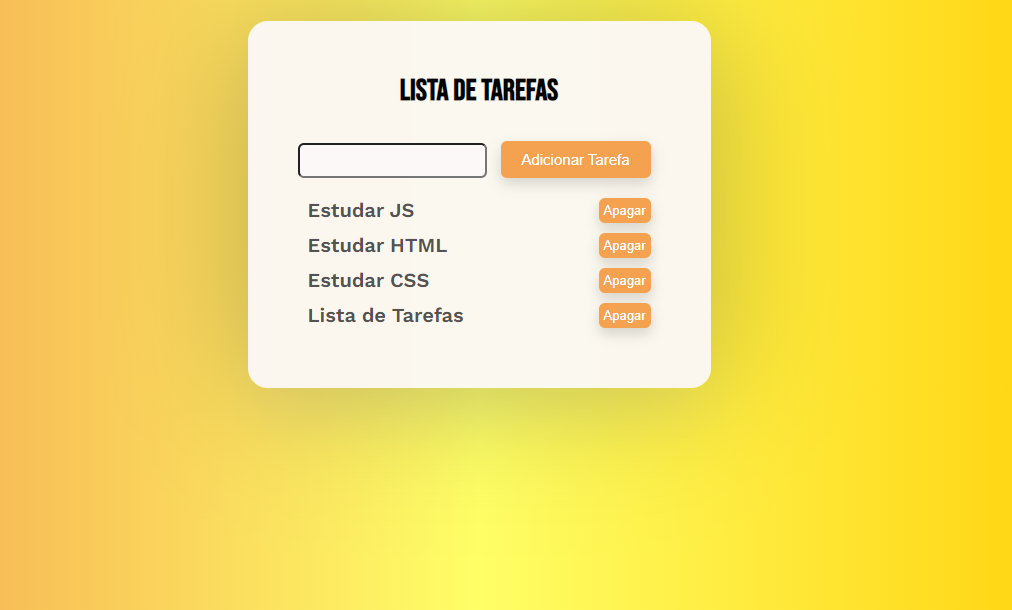 LISTA DE TAREFAS
Adicionar Tarefa
Estudar JS Apagar
Estudar HTML Apagar
Estudar CSS Apagar
Lista de Tarefas Apagar